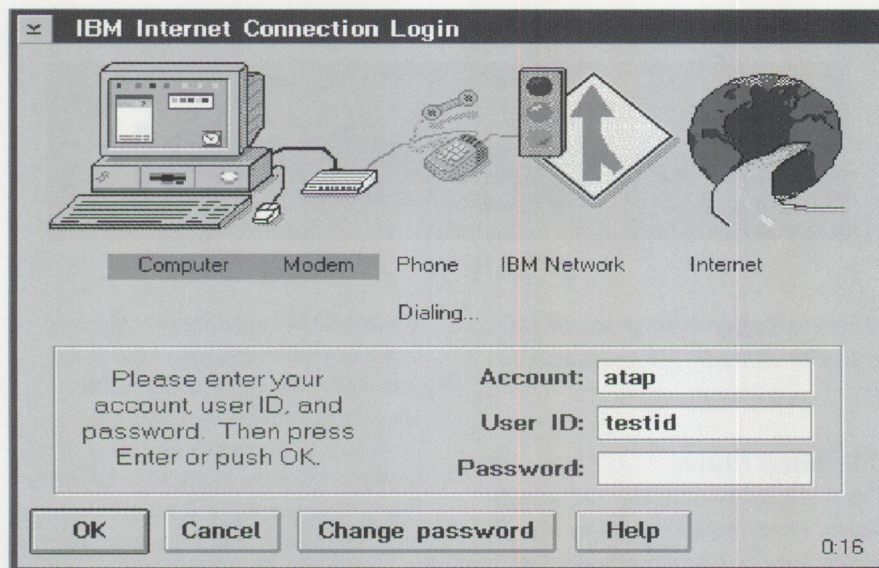 IBM Internet Connection Login
Computer Modem Phone IBM Network Internet
Dialing...
Please enter your
account, user ID, and
password. Then press
Enter or push OK.
Account: atap
User ID: testid
Password:
OK Cancel Change password Help
0:16